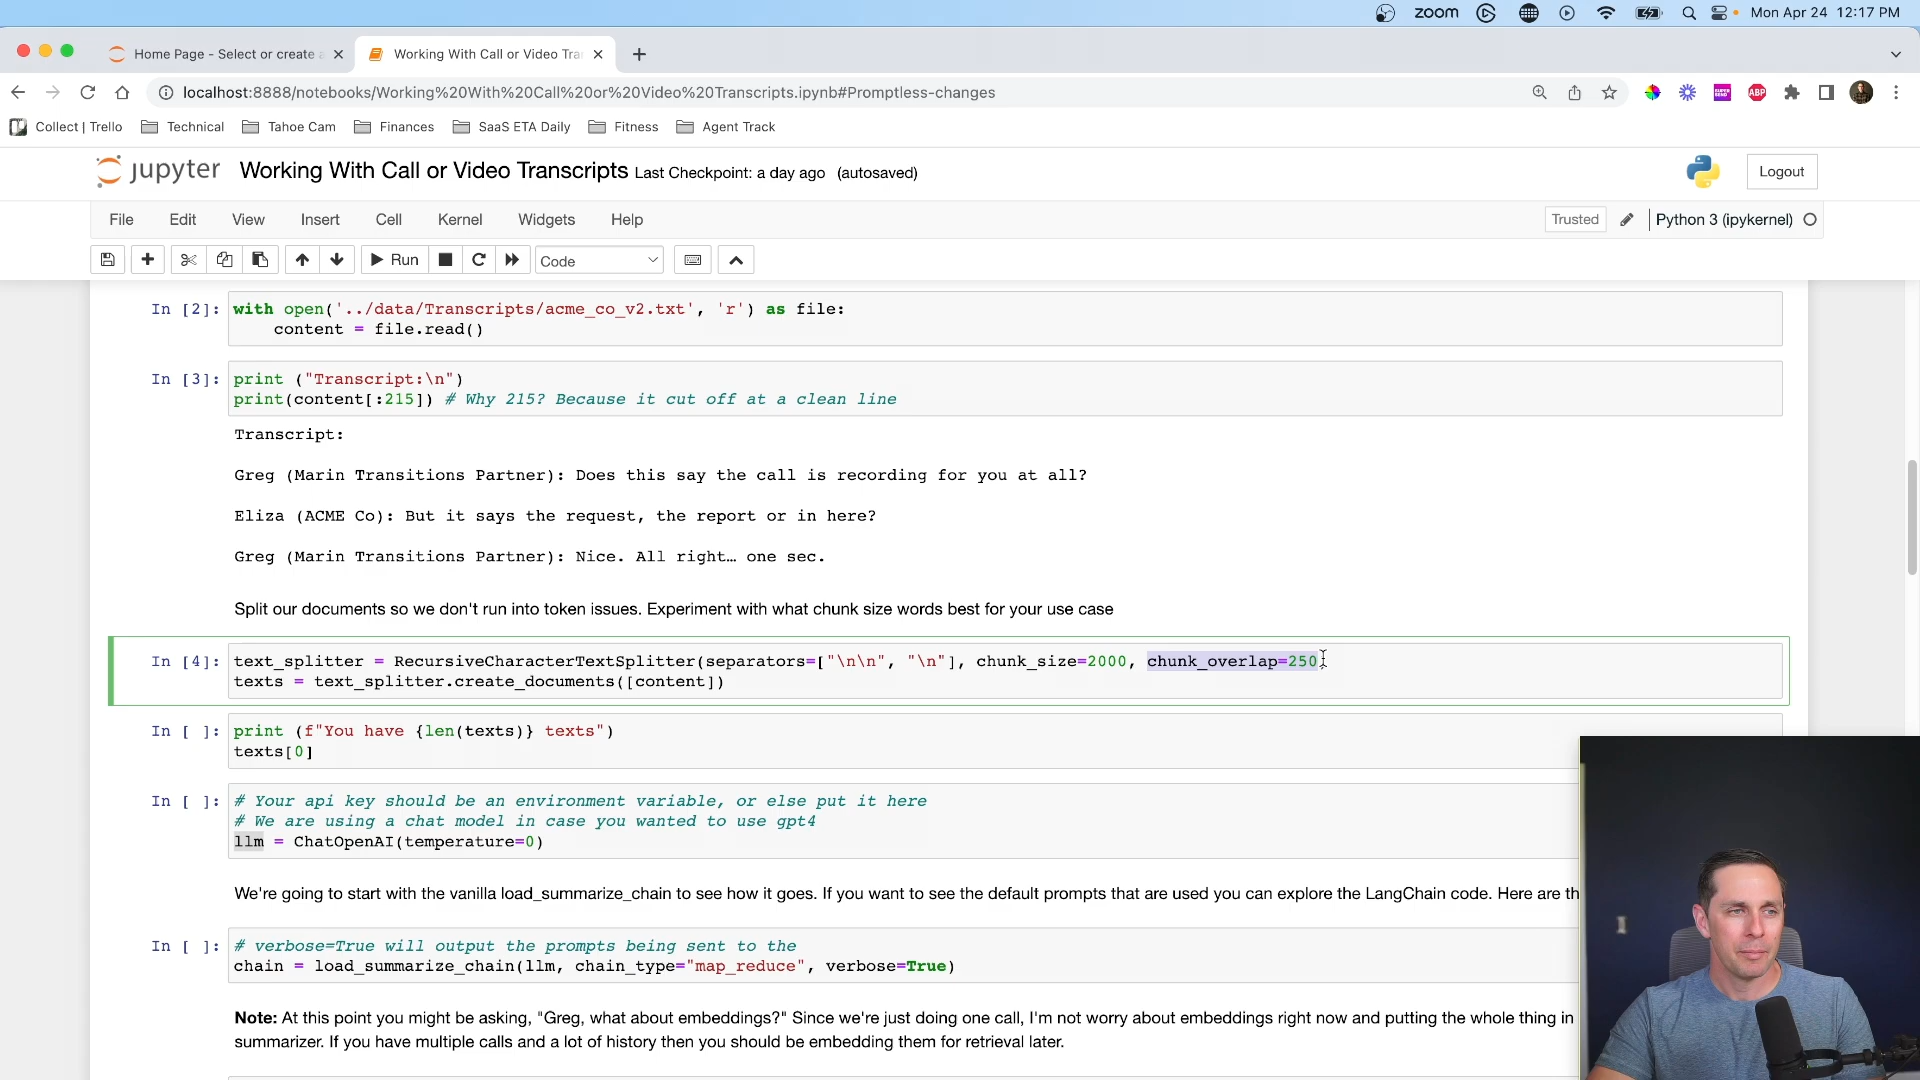 zoom
Mon Apr 24 12:17 PM
Home Page - Select or create a
Working With Call or Video Tra
localhost:8888/notebooks/Working%20With%20Call%20or%20Video%20Transcripts.ipynb#Promptless-changes
ABP
Collect | Trello
Technical
Tahoe Cam
Finances
SaaS ETA Daily
Fitness
Agent Track
jupyter
Working With Call or Video Transcripts Last Checkpoint: a day ago (autosaved)
Logout
File
Edit
View
Insert
Cell
Kernel
Widgets
Help
Trusted
Python 3 (ipykernel)
Run
Code
In [2]: with open('../data/Transcripts/acme_co_v2.txt', 'r') as file:
content = file.read()
In [3]: print ("Transcript:\n")
print(content[:215]) # Why 215? Because it cut off at a clean line
Transcript:
Greg (Marin Transitions Partner): Does this say the call is recording for you at all?
Eliza (ACME Co): But it says the request, the report or in here?
Greg (Marin Transitions Partner): Nice. All right… one sec.
Split our documents so we don't run into token issues. Experiment with what chunk size words best for your use case
In [4]: text_splitter = RecursiveCharacterTextSplitter(separators=["\n\n", "\n"], chunk_size=2000, chunk_overlap=250
texts = text_splitter.create_documents([content])
In [ ]: print (f"You have {len(texts)} texts")
texts[0]
In [ ]: # Your api key should be an environment variable, or else put it here
# We are using a chat model in case you wanted to use gpt4
llm = ChatOpenAI(temperature=0)
We're going to start with the vanilla load_summarize_chain to see how it goes. If you want to see the default prompts that are used you can explore the LangChain code. Here are th
In [ ]: # verbose=True will output the prompts being sent to the
chain = load_summarize_chain(llm, chain_type="map_reduce", verbose=True)
Note: At this point you might be asking, "Greg, what about embeddings?" Since we're just doing one call, I'm not worry about embeddings right now and putting the whole thing in
summarizer. If you have multiple calls and a lot of history then you should be embedding them for retrieval later.